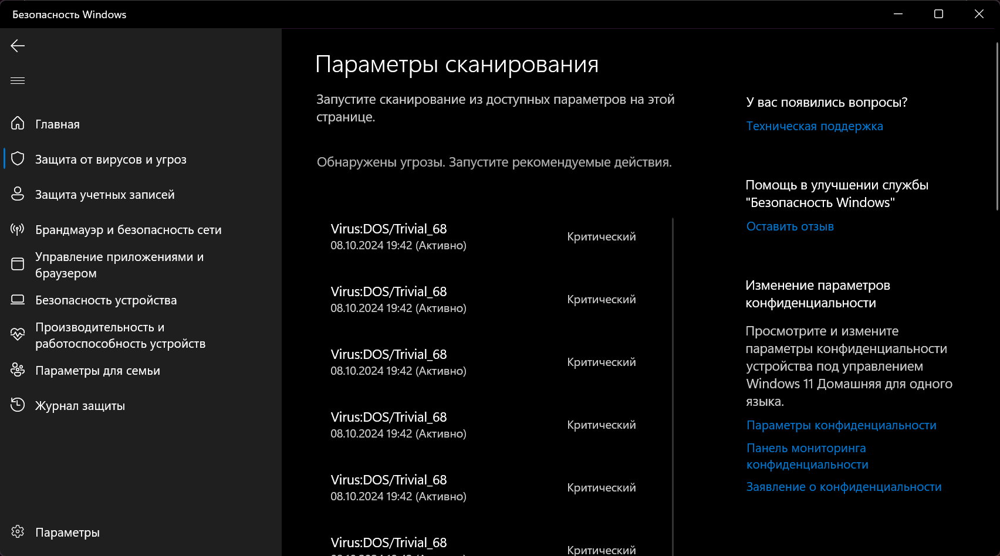 Безопасность Windows
Главная
Защита от вирусов и угроз
Защита учетных записей
Брандмауэр и безопасность сети
Управление приложениями и
браузером
Безопасность устройства
Производительность и
работоспособность устройств
Параметры для семьи
Журнал защиты
Параметры
Параметры сканирования
Запустите сканирование из доступных параметров на этой
странице.
Обнаружены угрозы. Запустите рекомендуемые действия.
Virus:DOS/Trivial_68
08.10.2024 19:42 (Активно)
Критический
Virus:DOS/Trivial_68
08.10.2024 19:42 (Активно)
Критический
Virus:DOS/Trivial_68
08.10.2024 19:42 (Активно)
Критический
Virus:DOS/Trivial_68
08.10.2024 19:42 (Активно)
Критический
Virus:DOS/Trivial_68
08.10.2024 19:42 (Активно)
Критический
Virus:DOS/Trivial_68
Критический
У вас появились вопросы?
Техническая поддержка
Помощь в улучшении службы
"Безопасность Windows"
Оставить отзыв
Изменение параметров
конфиденциальности
Просмотрите и измените
параметры конфиденциальности
устройства под управлением
Windows 11 Домашняя для одного
языка.
Параметры конфиденциальности
Панель мониторинга
конфиденциальности
Заявление о конфиденциальности